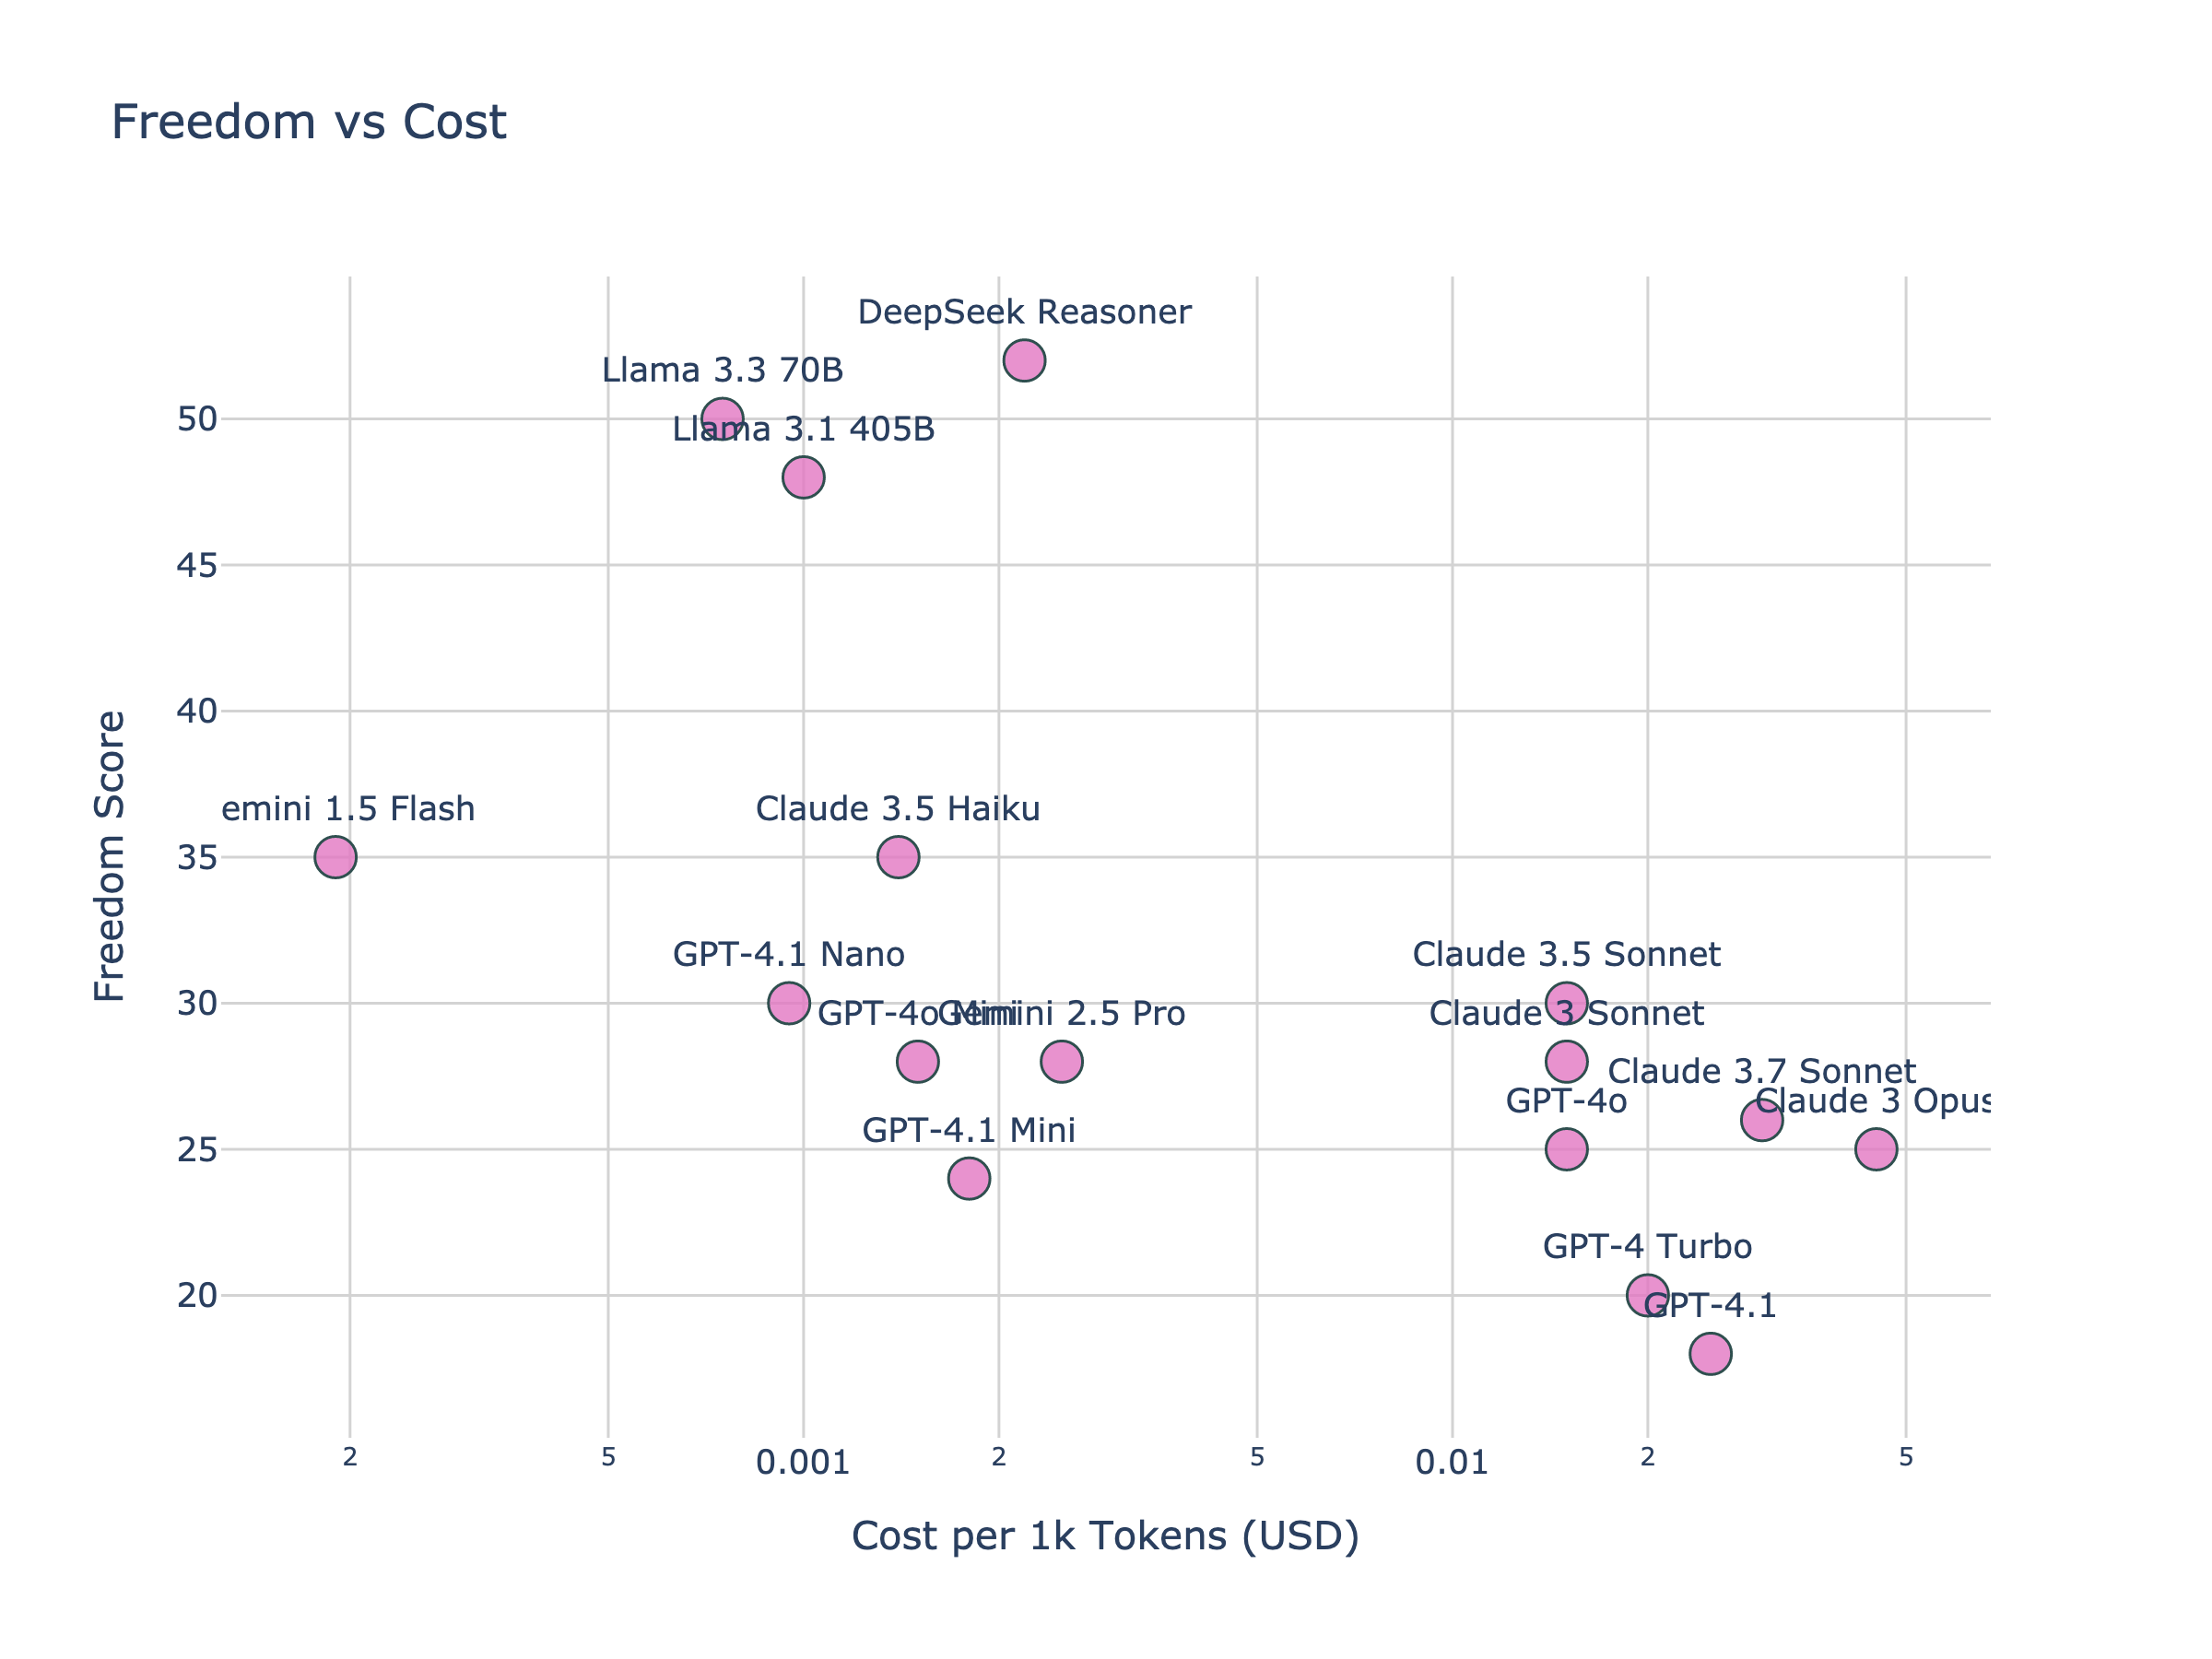 Freedom vs Cost
DeepSeek Reasoner
Llama 3.3 70B
Llama 3.1 405B
emini 1.5 Flash
Claude 3.5 Haiku
GPT-4.1 Nano
Claude 3.5 Sonnet
GPT-4o Mini
Gemini 2.5 Pro
Claude 3 Sonnet
Claude 3.7 Sonnet
GPT-4o
Claude 3 Opus
GPT-4.1 Mini
GPT-4 Turbo
GPT-4.1
50
45
40
35
30
25
20
Freedom Score
2
5
0.001
2
5
0.01
2
5
Cost per 1k Tokens (USD)